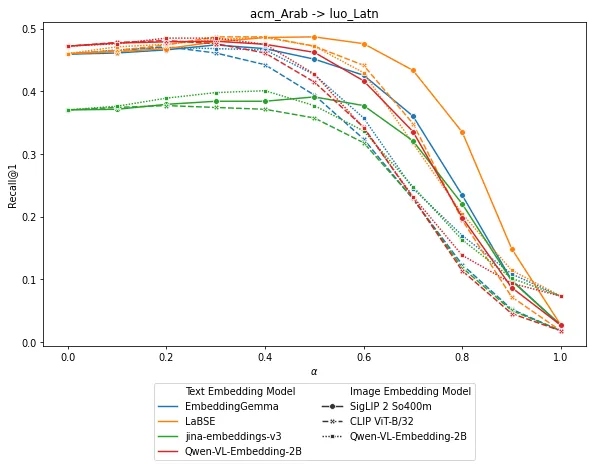 acm_Arab -> luo_Latn
Recall@1
0.5
0.4
0.3
0.2
0.1
0.0
0.0 0.2 0.4 0.6 0.8 1.0
α
Text Embedding Model Image Embedding Model
EmbeddingGemma SigLIP 2 So400m
LaBSE CLIP ViT-B/32
jina-embeddings-v3 Qwen-VL-Embedding-2B
Qwen-VL-Embedding-2B